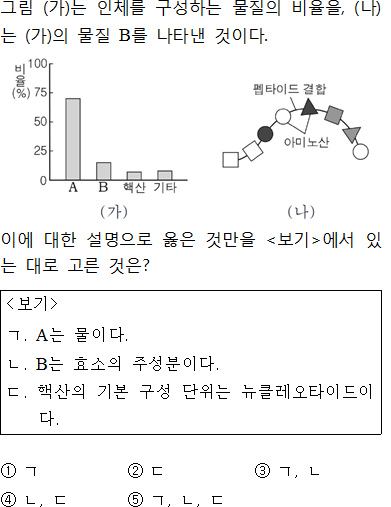 그림 (가)는 인체를 구성하는 물질의 비율을, (나)
는 (가)의 물질 B를 나타낸 것이다.
비율(%)
100
75
50
25
0
A B 핵산 기타
(가)
펩타이드 결합
아미노산
(나)
이에 대한 설명으로 옳은 것만을 <보기>에서 있
는 대로 고른 것은?
<보기>
ㄱ. A는 물이다.
ㄴ. B는 효소의 주성분이다.
ㄷ. 핵산의 기본 구성 단위는 뉴클레오타이드이
다.
① ㄱ ② ㄷ ③ ㄱ, ㄴ
④ ㄴ, ㄷ ⑤ ㄱ, ㄴ, ㄷ